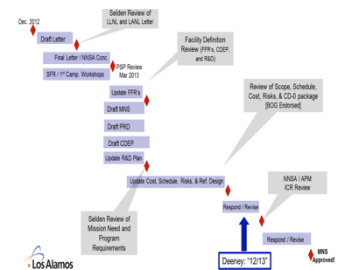 Dec. 2012
Selden Review of
LLNL and LANL Letter
Draft Letter
Final Letter / NNSA Conc.
SFR / 1st Camp. Workshops
PSP Review
Mar 2013
Facility Definition
Review (FFR's, CDEP,
and R&D)
Update FFR's
Draft MNS
Draft PRD
Draft CDEP
Update R&D Plan
Review of Scope, Schedule,
Cost, Risks, & CD-0 package
[BOG Endorsed]
Update Cost, Schedule, Risks, & Ref. Design
Respond / Revise
NNSA / APM
ICR Review
Selden Review of
Mission Need and
Program
Requirements
Respond / Revise
Deeney: "12/13"
MNS
Approved!
Los Alamos